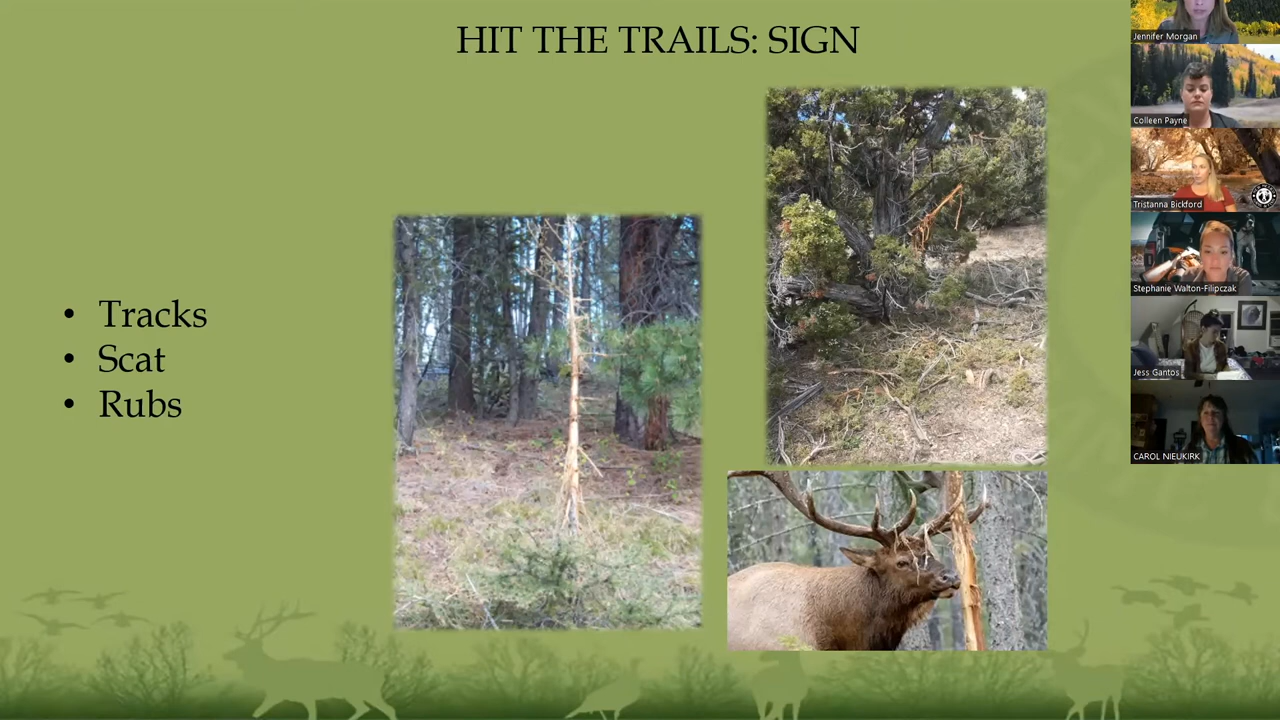 HIT THE TRAILS: SIGN
• Tracks
• Scat
• Rubs
Jennifer Morgan
Colleen Payne
Tristanna Bickford
Stephanie Walton-Filipczak
Jess Gantos
CAROL NIEUKIRK